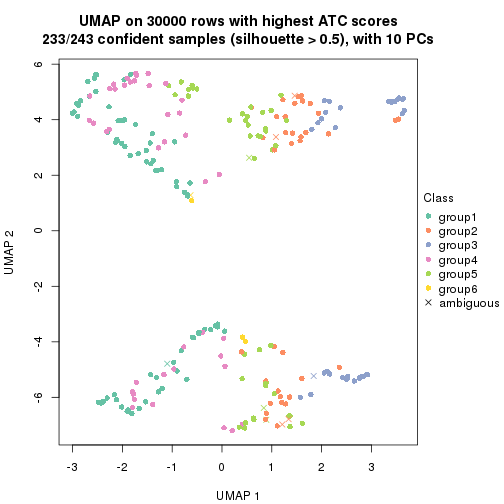 UMAP on 30000 rows with highest ATC scores
233/243 confident samples (silhouette > 0.5), with 10 PCs
6
4
2
0
-2
-4
-6
UMAP 2
-3
-2
-1
0
1
2
3
UMAP 1
Class
group1
group2
group3
group4
group5
group6
ambiguous